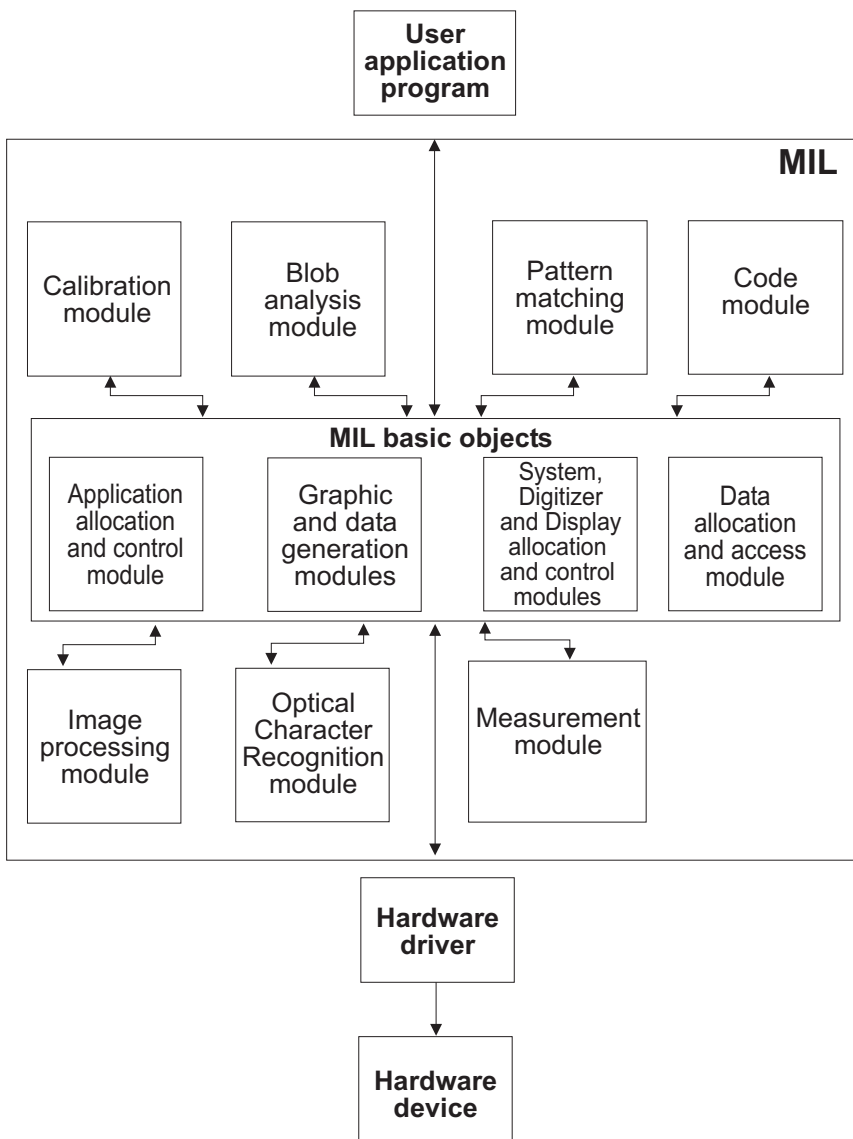 User
application
program
MIL
Calibration
module
Blob
analysis
module
Pattern
matching
module
Code
module
MIL basic objects
Application
allocation
and control
module
Graphic
and data
generation
modules
System,
Digitizer
and Display
allocation
and control
modules
Data
allocation
and access
module
Image
processing
module
Optical
Character
Recognition
module
Measurement
module
Hardware
driver
Hardware
device